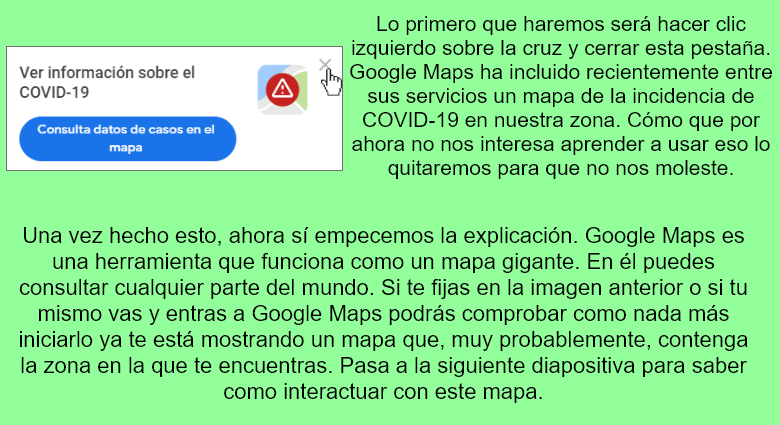 Lo primero que haremos será hacer clic
izquierdo sobre la cruz y cerrar esta pestaña.
Google Maps ha incluido recientemente entre
sus servicios un mapa de la incidencia de
COVID-19 en nuestra zona. Cómo que por
ahora no nos interesa aprender a usar eso lo
quitaremos para que no nos moleste.
Ver información sobre el
COVID-19
Consulta datos de casos en el
mapa
Una vez hecho esto, ahora sí empecemos la explicación. Google Maps es
una herramienta que funciona como un mapa gigante. En él puedes
consultar cualquier parte del mundo. Si te fijas en la imagen anterior o si tu
mismo vas y entras a Google Maps podrás comprobar como nada más
iniciarlo ya te está mostrando un mapa que, muy probablemente, contenga
la zona en la que te encuentras. Pasa a la siguiente diapositiva para saber
como interactuar con este mapa.